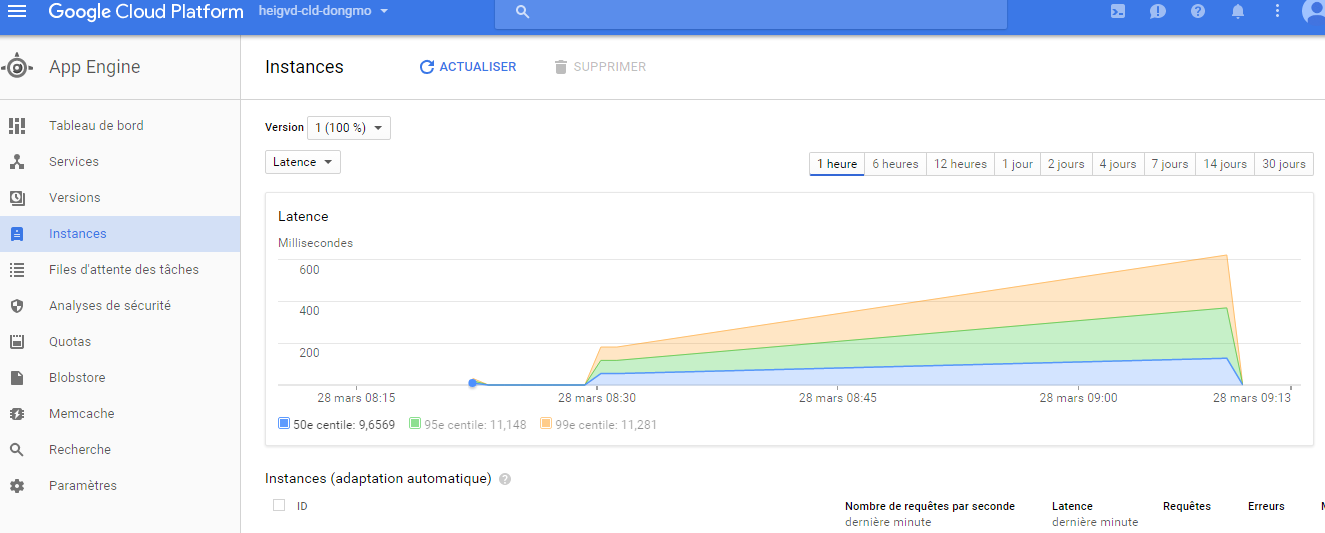 Google Cloud Platform heigvd-cld-dongmo
App Engine
Tableau de bord
Services
Versions
Instances
Files d'attente des tâches
Analyses de sécurité
Quotas
Blobstore
Memcache
Recherche
Paramètres
Instances ACTUALISER SUPPRIMER
Version 1 (100 %)
Latence 1 heure 6 heures 12 heures 1 jour 2 jours 4 jours 7 jours 14 jours 30 jours
Latence
Millisecondes
600
400
200
28 mars 08:15 28 mars 08:30 28 mars 08:45 28 mars 09:00 28 mars 09:13
50e centile: 9,6569 95e centile: 11,148 99e centile: 11,281
Instances (adaptation automatique) ?
ID Nombre de requêtes par seconde Latence Requêtes Erreurs
dernière minute dernière minute